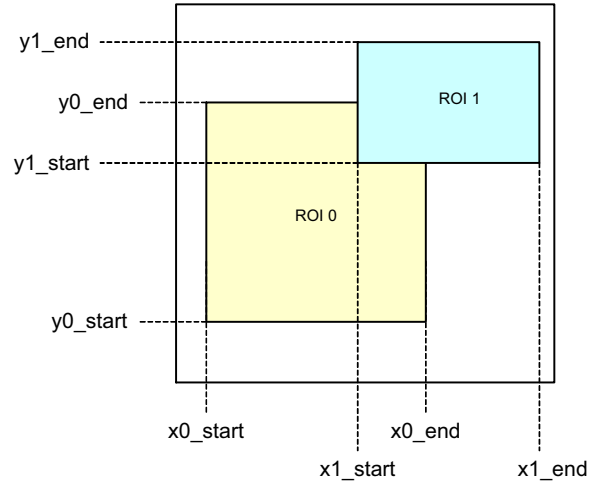 y1_end
y0_end
ROI 1
y1_start
ROI 0
y0_start
x0_start
x0_end
x1_start
x1_end